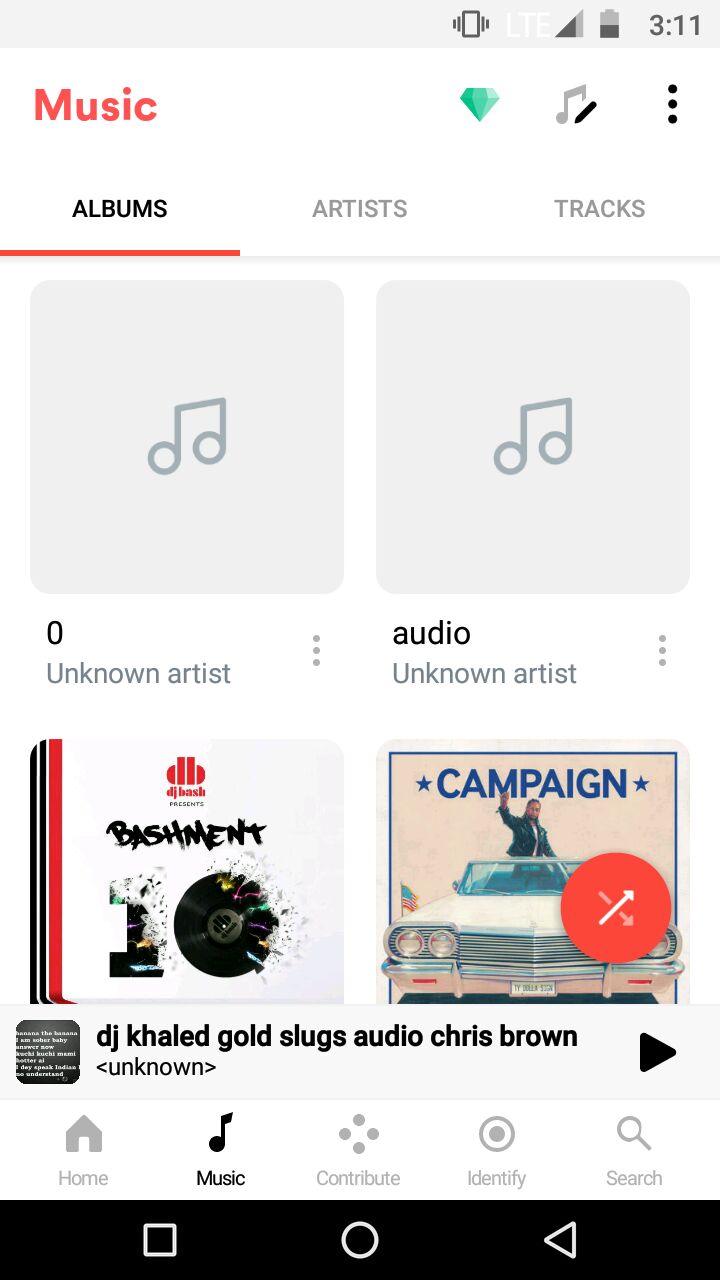 LTE 3:11
Music
ALBUMS ARTISTS TRACKS
0
Unknown artist
audio
Unknown artist
dj bash
PRESENTS
BASHMENT
10
CAMPAIGN
TY DOLLA $IGN
banana the banana
I am sober baby
answer now
kuchi kuchi mami
hotter ai
I dey speak Indian
no understand
dj khaled gold slugs audio chris brown
<unknown>
Home Music Contribute Identify Search